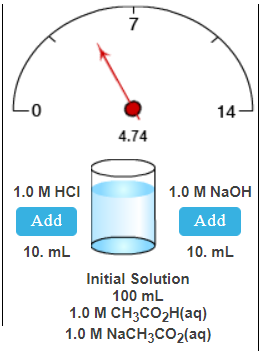 7
0
14
4.74
1.0 M HCl
1.0 M NaOH
Add
Add
10. mL
10. mL
Initial Solution
100 mL
1.0 M CH₃CO₂H(aq)
1.0 M NaCH₃CO₂(aq)